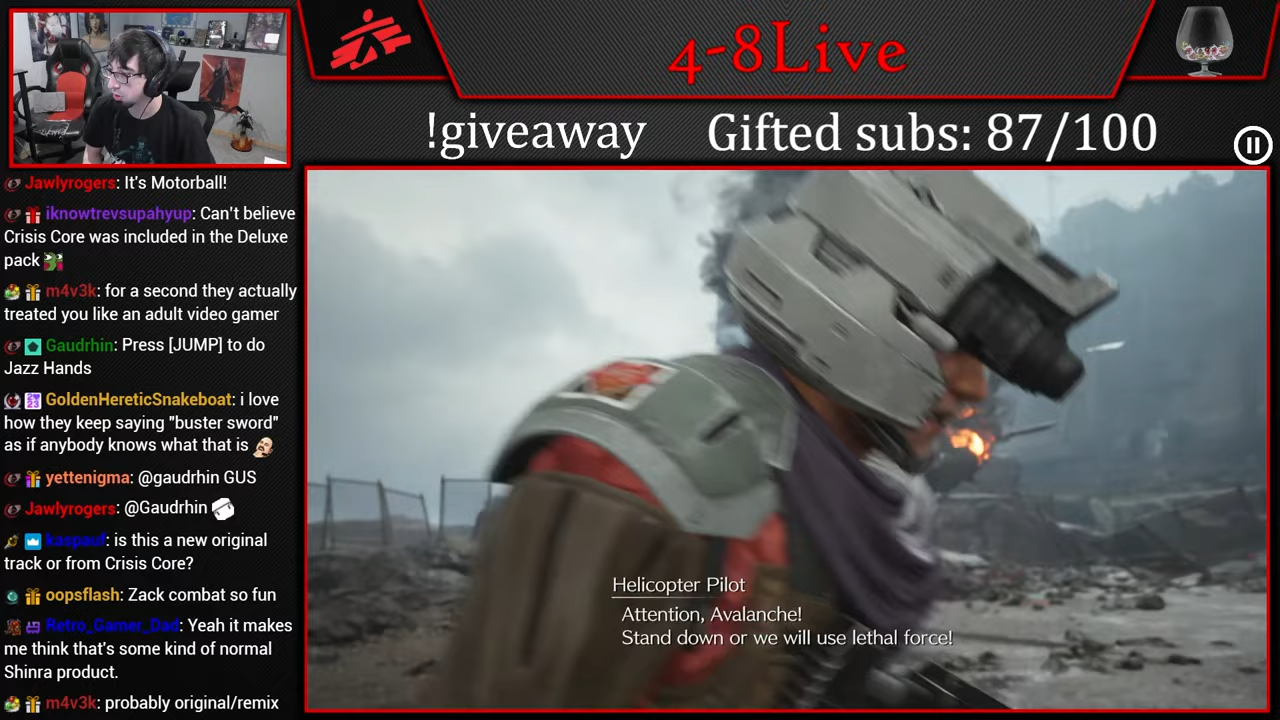 4-8Live
!giveaway
Gifted subs: 87/100
Jawlyrogers: It's Motorball!
iknowtrevsupahyup: Can't believe
Crisis Core was included in the Deluxe
pack
m4v3k: for a second they actually
treated you like an adult video gamer
Gaudrhin: Press [JUMP] to do
Jazz Hands
GoldenHereticSnakeboat: i love
how they keep saying "buster sword"
as if anybody knows what that is
yettenigma: @gaudrhin GUS
Jawlyrogers: @Gaudrhin
kaspauf: is this a new original
track or from Crisis Core?
oopsflash: Zack combat so fun
Retro_Gamer_Dad: Yeah it makes
me think that's some kind of normal
Shinra product.
m4v3k: probably original/remix
Helicopter Pilot
Attention, Avalanche!
Stand down or we will use lethal force!